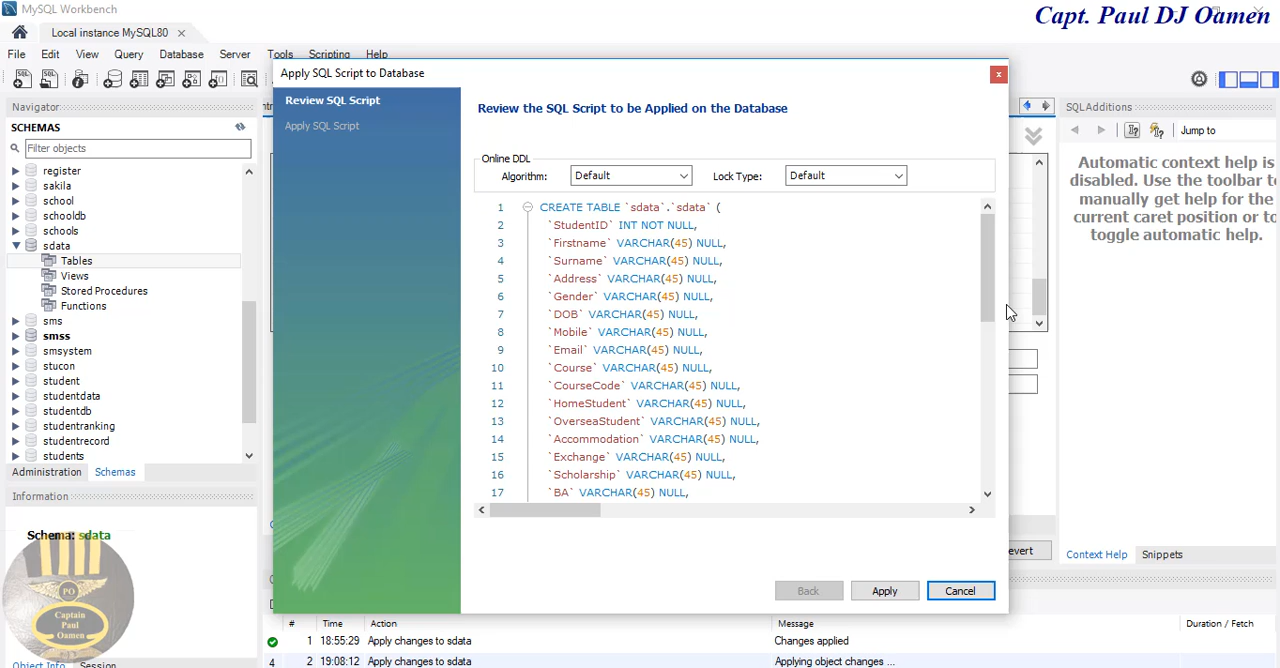 MySQL Workbench
Capt. Paul DJ Oamen
Local instance MySQL80
File Edit View Query Database Server Tools Scripting Help
Navigator
SCHEMAS
Filter objects
register
sakila
school
schooldb
schools
sdata
Tables
Views
Stored Procedures
Functions
sms
smss
smsystem
stucon
student
studentdata
studentdb
studentranking
studentrecord
students
Administration Schemas
Information
Schema: sdata
PO
Captain
Paul
Oamen
Object Info Session
Apply SQL Script to Database
Review SQL Script
Apply SQL Script
Review the SQL Script to be Applied on the Database
Online DDL
Algorithm: Default Lock Type: Default
1 CREATE TABLE `sdata`.`sdata` (
2 `StudentID` INT NOT NULL,
3 `Firstname` VARCHAR(45) NULL,
4 `Surname` VARCHAR(45) NULL,
5 `Address` VARCHAR(45) NULL,
6 `Gender` VARCHAR(45) NULL,
7 `DOB` VARCHAR(45) NULL,
8 `Mobile` VARCHAR(45) NULL,
9 `Email` VARCHAR(45) NULL,
10 `Course` VARCHAR(45) NULL,
11 `CourseCode` VARCHAR(45) NULL,
12 `HomeStudent` VARCHAR(45) NULL,
13 `OverseaStudent` VARCHAR(45) NULL,
14 `Accommodation` VARCHAR(45) NULL,
15 `Exchange` VARCHAR(45) NULL,
16 `Scholarship` VARCHAR(45) NULL,
17 `BA` VARCHAR(45) NULL,
Back Apply Cancel
evert
SQLAdditions
Jump to
Automatic context help is
disabled. Use the toolbar to
manually get help for the
current caret position or to
toggle automatic help.
Context Help Snippets
# Time Action Message Duration / Fetch
1 18:55:29 Apply changes to sdata Changes applied
4 2 19:08:12 Apply changes to sdata Applying object changes ...